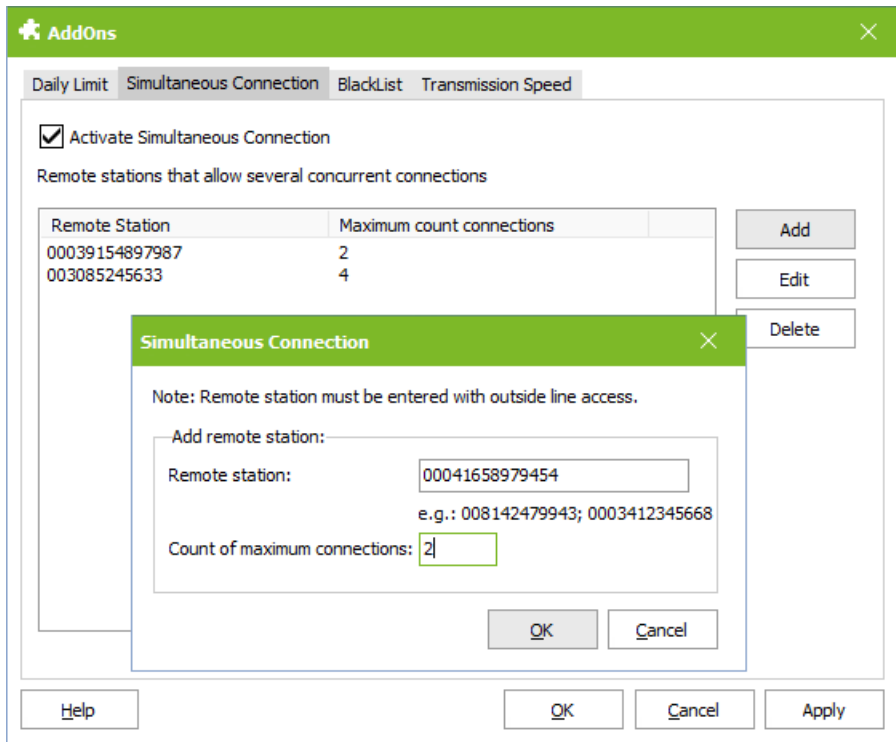 AddOns
Daily Limit Simultaneous Connection BlackList Transmission Speed
Activate Simultaneous Connection
Remote stations that allow several concurrent connections
Remote Station Maximum count connections
00039154897987 2
003085245633 4
Add
Edit
Delete
Simultaneous Connection
Note: Remote station must be entered with outside line access.
Add remote station:
Remote station: 00041658979454
e.g.: 008142479943; 0003412345668
Count of maximum connections: 2
OK Cancel
Help OK Cancel Apply